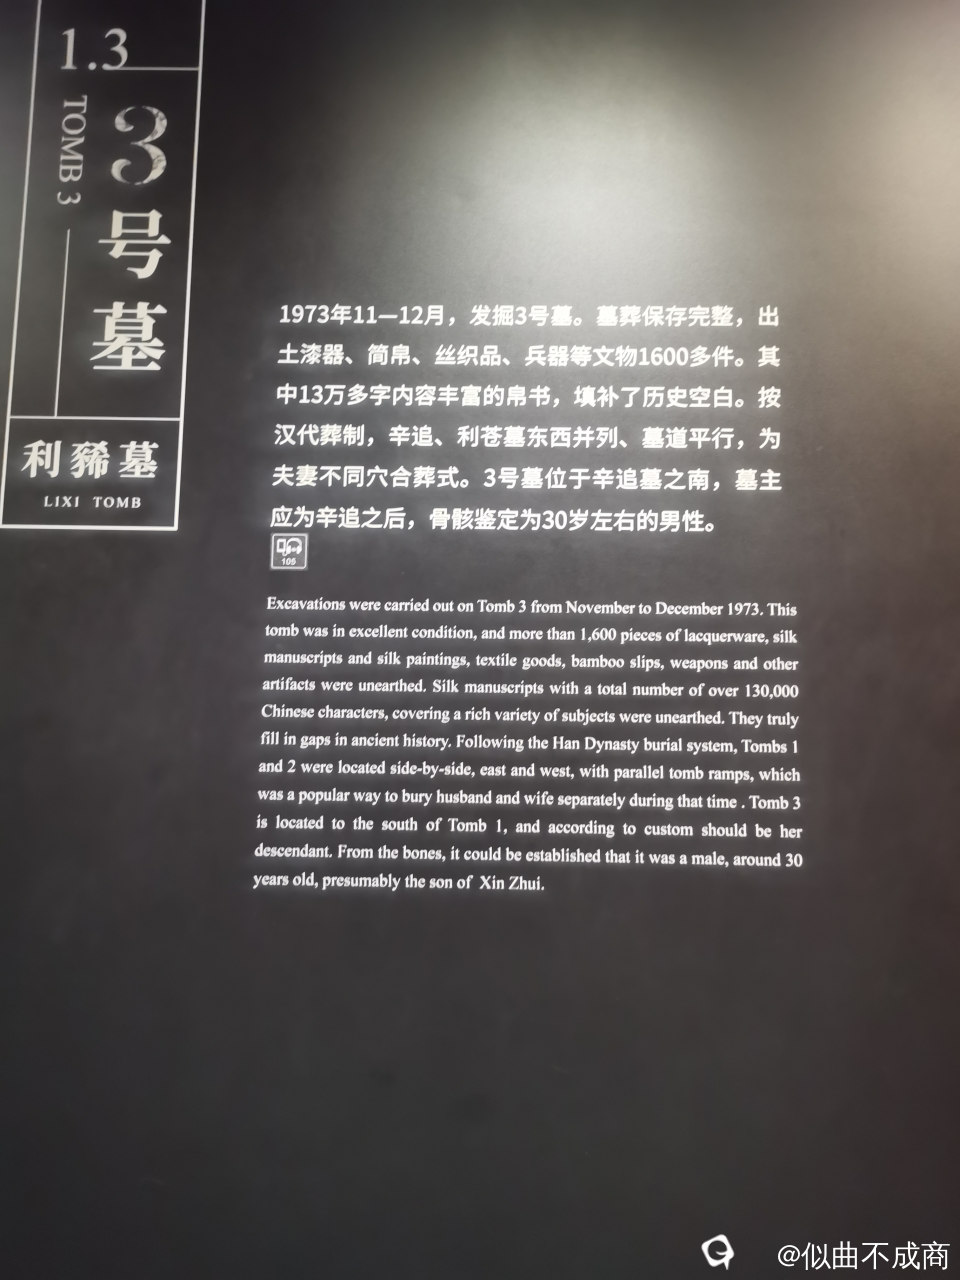 1.3
TOMB 3
3号墓
利豨墓
LIXI TOMB
1973年11—12月，发掘3号墓。墓葬保存完整，出
土漆器、简帛、丝织品、兵器等文物1600多件。其
中13万多字内容丰富的帛书，填补了历史空白。按
汉代葬制，辛追、利苍墓东西并列、墓道平行，为
夫妻不同穴合葬式。3号墓位于辛追墓之南，墓主
应为辛追之后，骨骸鉴定为30岁左右的男性。
105
Excavations were carried out on Tomb 3 from November to December 1973. This
tomb was in excellent condition, and more than 1,600 pieces of lacquerware, silk
manuscripts and silk paintings, textile goods, bamboo slips, weapons and other
artifacts were unearthed. Silk manuscripts with a total number of over 130,000
Chinese characters, covering a rich variety of subjects were unearthed. They truly
fill in gaps in ancient history. Following the Han Dynasty burial system, Tombs 1
and 2 were located side-by-side, east and west, with parallel tomb ramps, which
was a popular way to bury husband and wife separately during that time . Tomb 3
is located to the south of Tomb 1, and according to custom should be her
descendant. From the bones, it could be established that it was a male, around 30
years old, presumably the son of Xin Zhui.
@似曲不成商